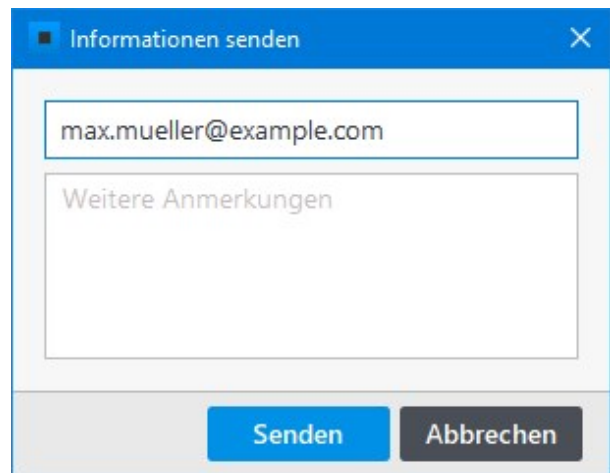 Informationen senden
max.mueller@example.com
Weitere Anmerkungen
Senden Abbrechen